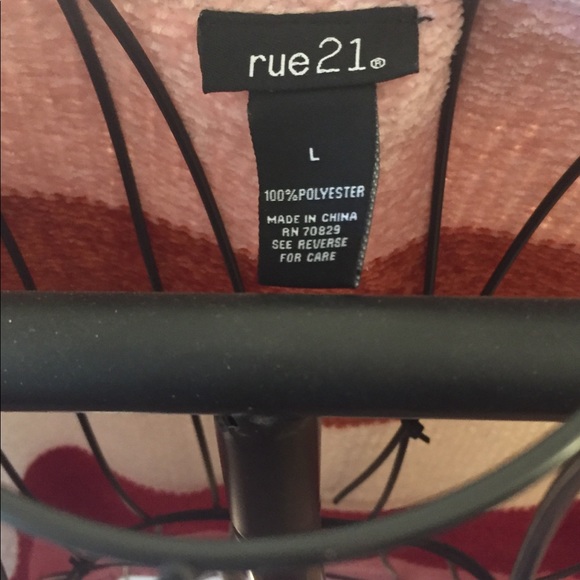 rue21®
L
100%POLYESTER
MADE IN CHINA
RN 70829
SEE REVERSE
FOR CARE